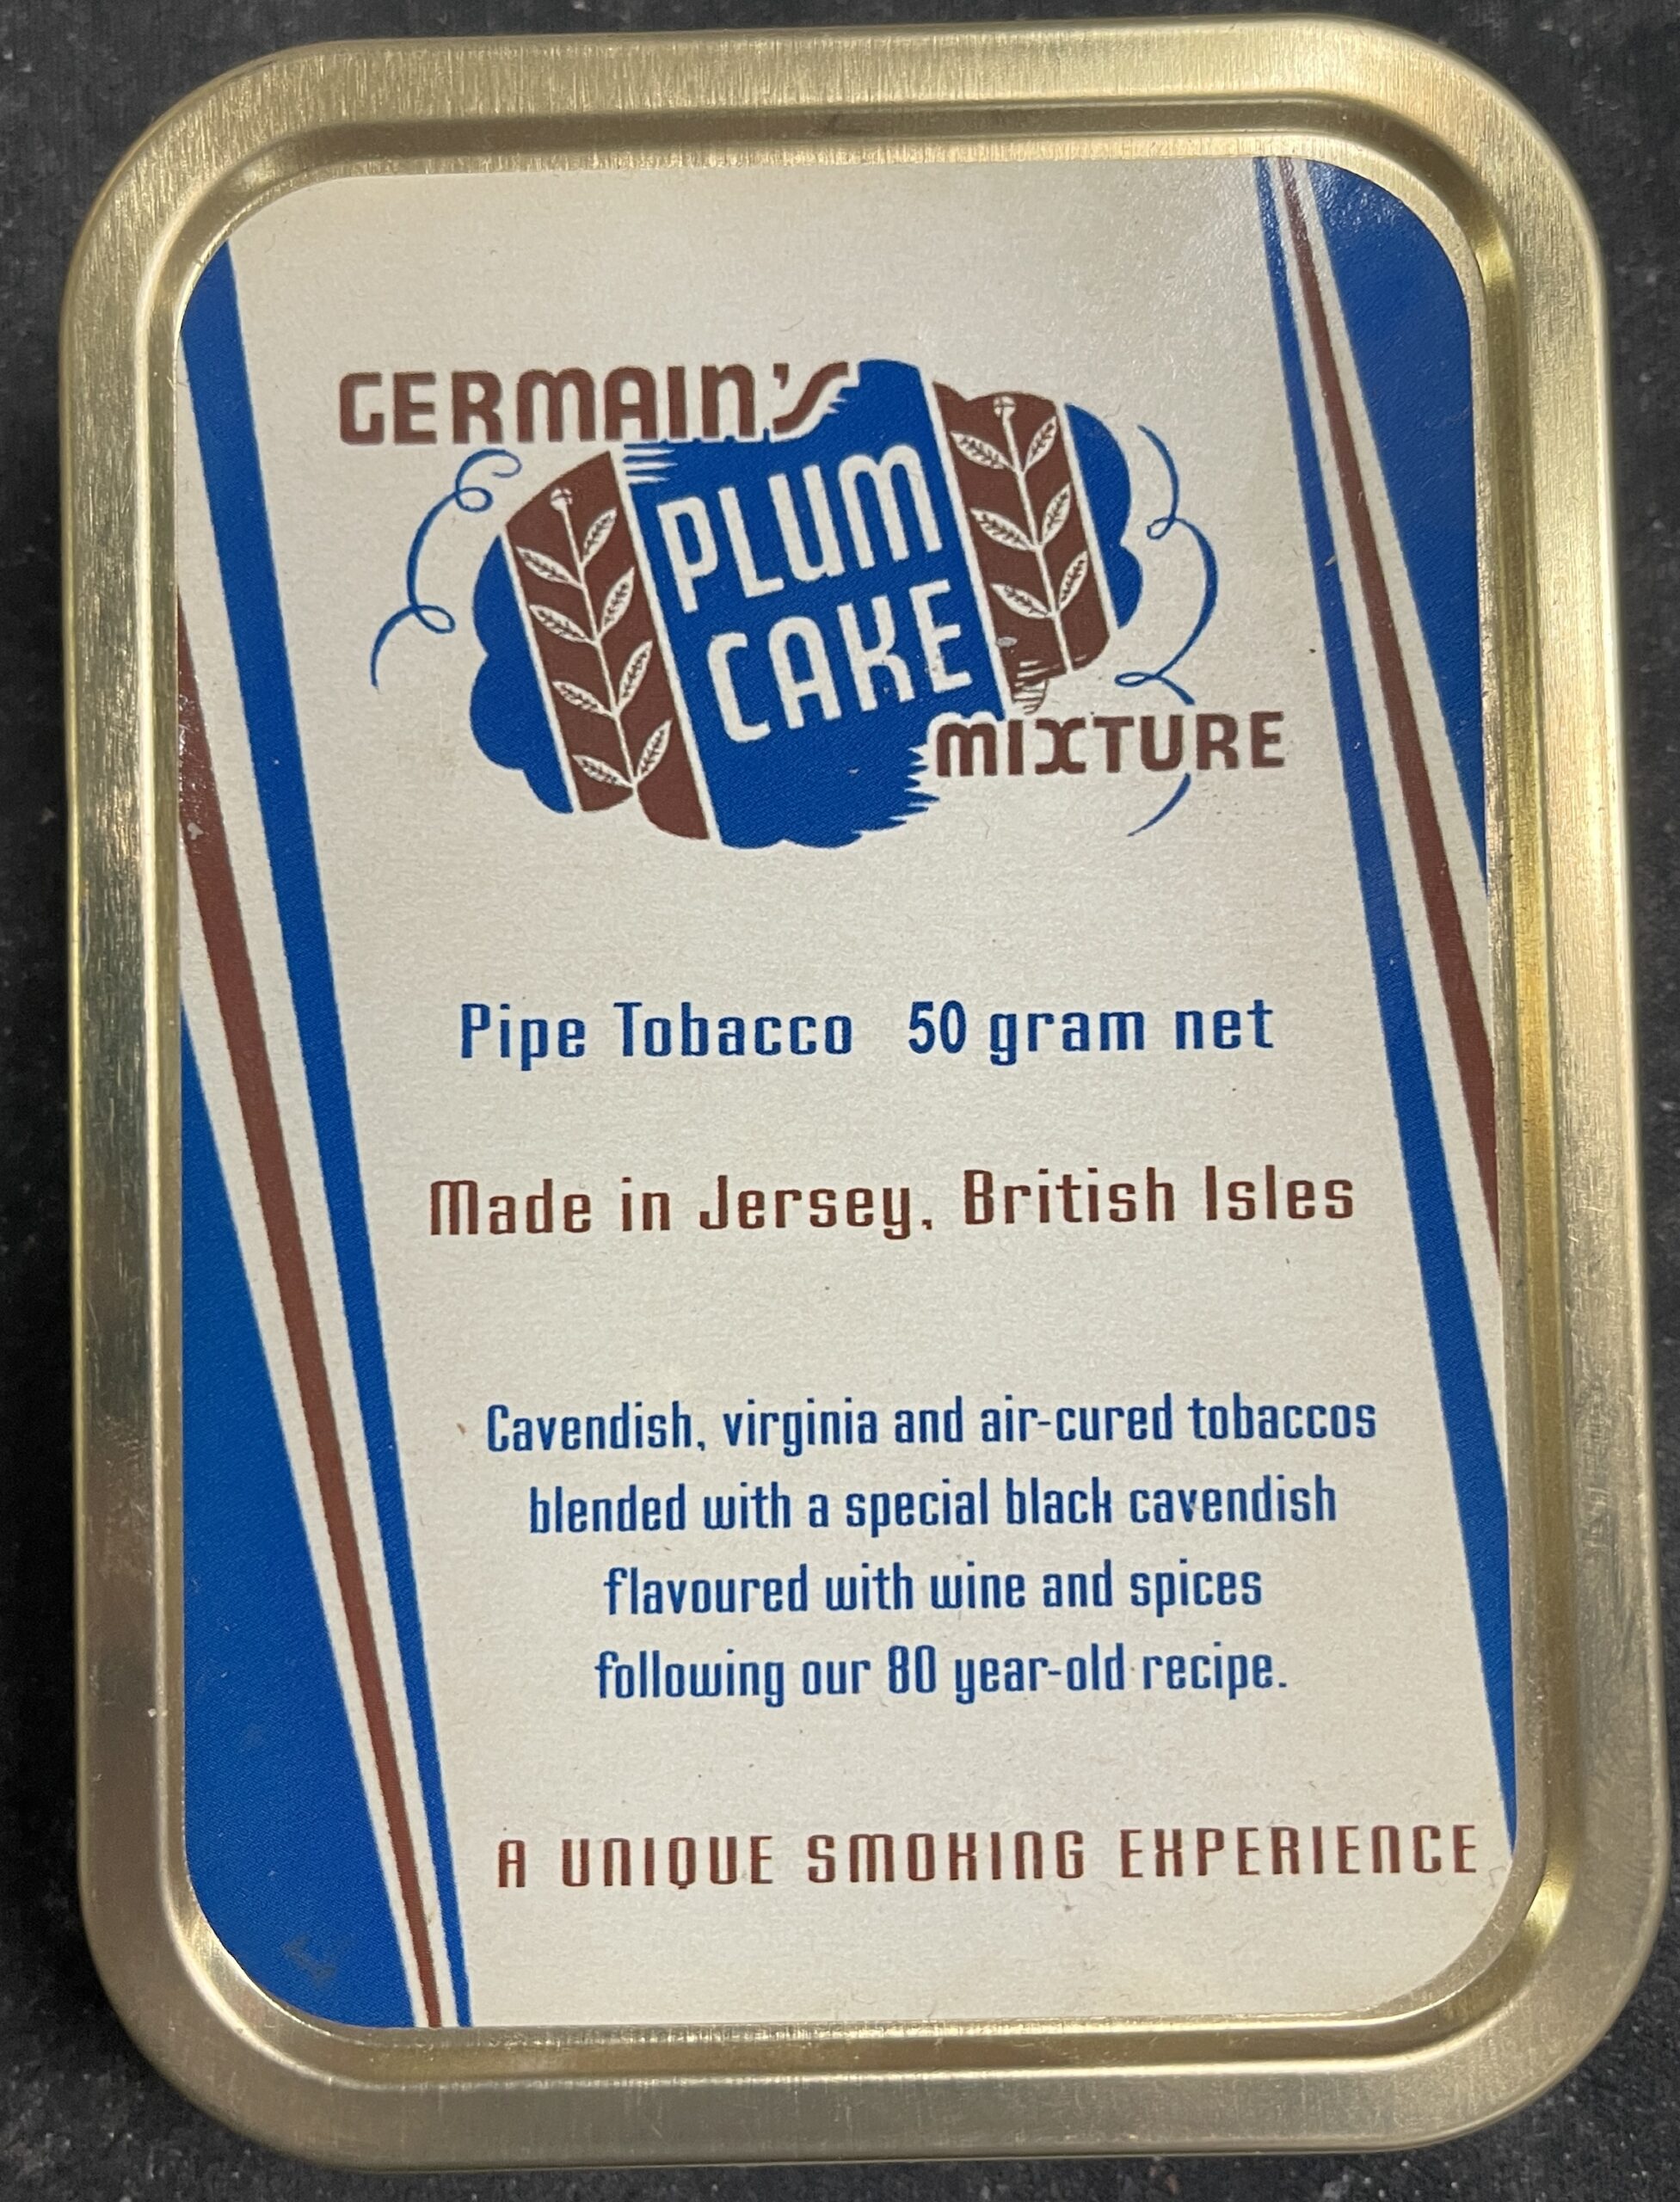 GERMAIN'S
PLUM
CAKE
MIXTURE
Pipe Tobacco 50 gram net
Made in Jersey, British Isles
Cavendish, virginia and air-cured tobaccos
blended with a special black cavendish
flavoured with wine and spices
following our 80 year-old recipe.
A UNIQUE SMOKING EXPERIENCE